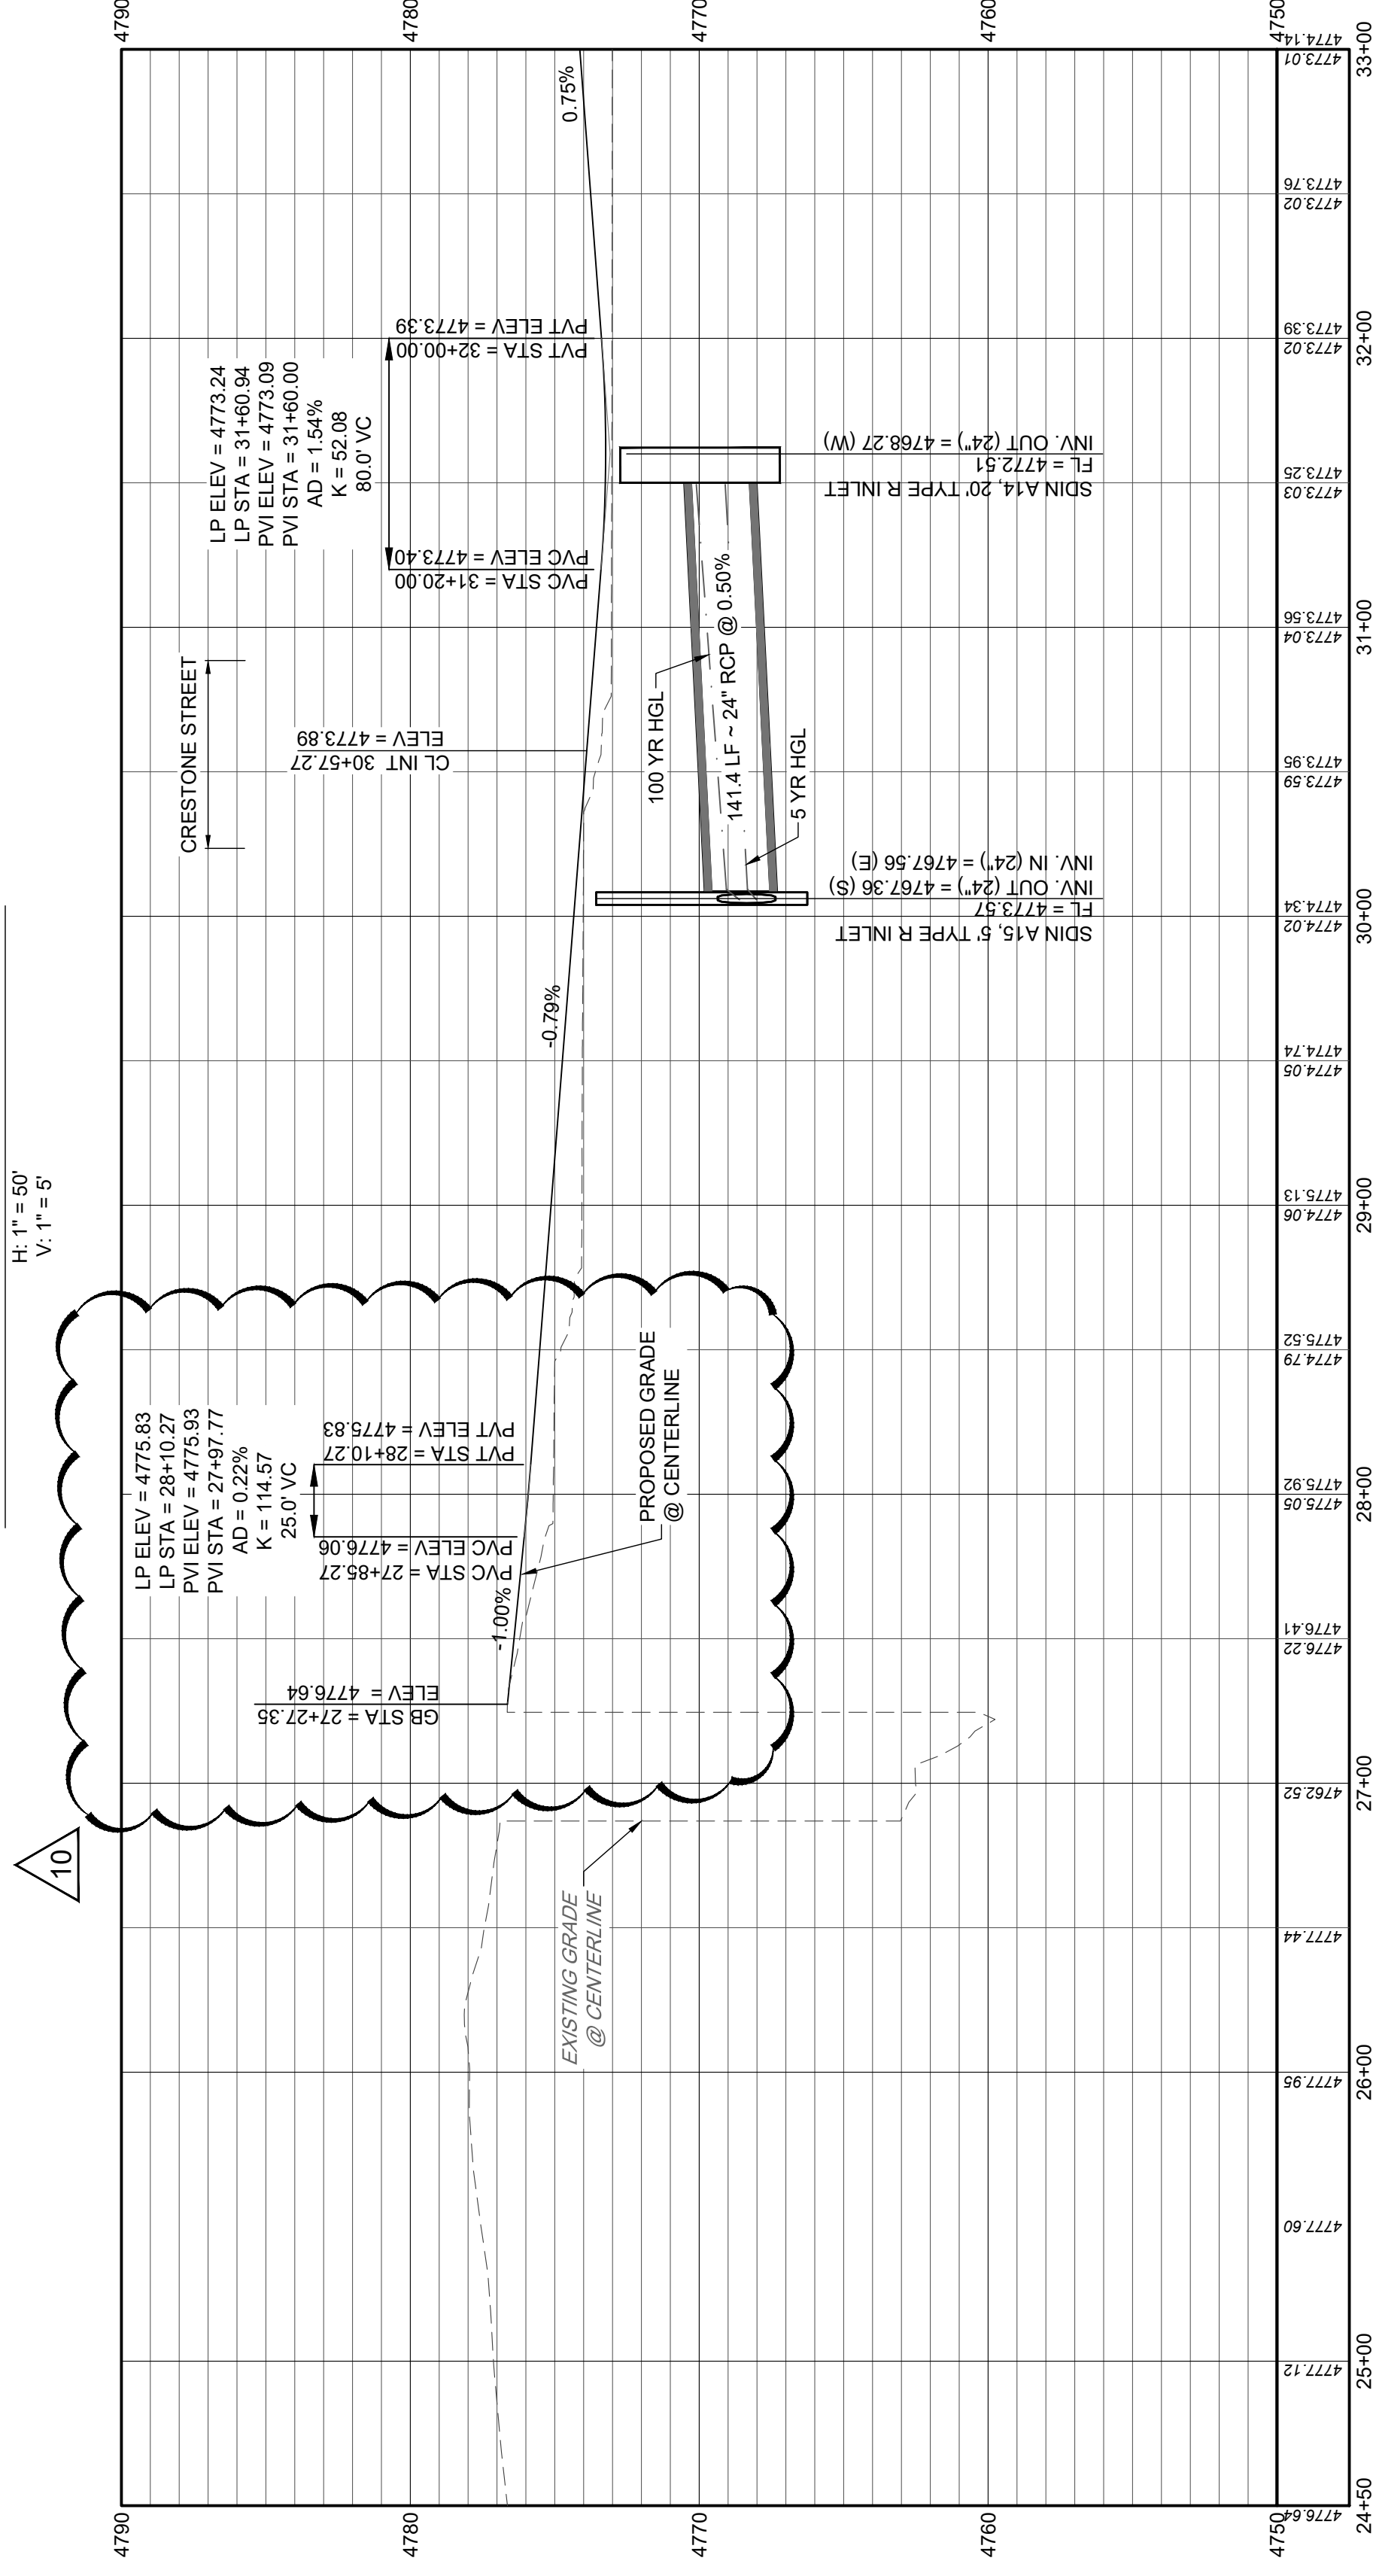 H: 1" = 50'
V: 1" = 5'
10
4790
4780
4770
4760
4750
4790
4780
4770
4760
4750
LP ELEV = 4775.83
LP STA = 28+10.27
PVI ELEV = 4775.93
PVI STA = 27+97.77
AD = 0.22%
K = 114.57
25.0' VC
PVC STA = 27+85.27
PVC ELEV = 4776.06
PVT STA = 28+10.27
PVT ELEV = 4775.83
GB STA = 27+27.35
ELEV = 4776.64
-1.00%
PROPOSED GRADE
@ CENTERLINE
EXISTING GRADE
@ CENTERLINE
-0.79%
CRESTONE STREET
CL INT 30+57.27
ELEV = 4773.89
LP ELEV = 4773.24
LP STA = 31+60.94
PVI ELEV = 4773.09
PVI STA = 31+60.00
AD = 1.54%
K = 52.08
80.0' VC
PVC STA = 31+20.00
PVC ELEV = 4773.40
PVT STA = 32+00.00
PVT ELEV = 4773.39
0.75%
100 YR HGL
141.4 LF ~ 24" RCP @ 0.50%
5 YR HGL
SDIN A15, 5' TYPE R INLET
FL = 4773.57
INV. OUT (24") = 4767.36 (S)
INV. IN (24") = 4767.56 (E)
SDIN A14, 20' TYPE R INLET
FL = 4772.51
INV. OUT (24") = 4768.27 (W)
4776.64
4777.12
4777.60
4777.95
4777.44
4762.52
4776.22
4776.41
4775.05
4775.92
4774.79
4775.52
4774.06
4775.13
4774.05
4774.74
4774.02
4774.34
4773.59
4773.95
4773.04
4773.56
4773.03
4773.25
4773.02
4773.39
4773.02
4773.76
4773.01
4774.14
24+50
25+00
26+00
27+00
28+00
29+00
30+00
31+00
32+00
33+00